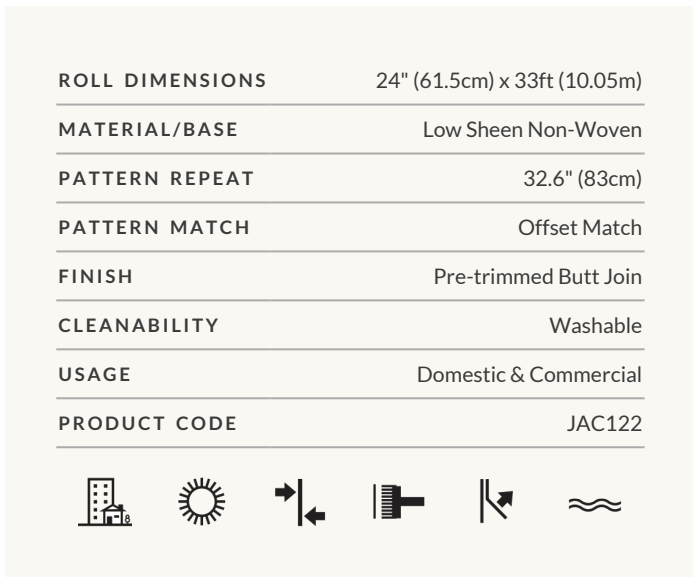 ROLL DIMENSIONS 24" (61.5cm) x 33ft (10.05m)
MATERIAL/BASE Low Sheen Non-Woven
PATTERN REPEAT 32.6" (83cm)
PATTERN MATCH Offset Match
FINISH Pre-trimmed Butt Join
CLEANABILITY Washable
USAGE Domestic & Commercial
PRODUCT CODE JAC122